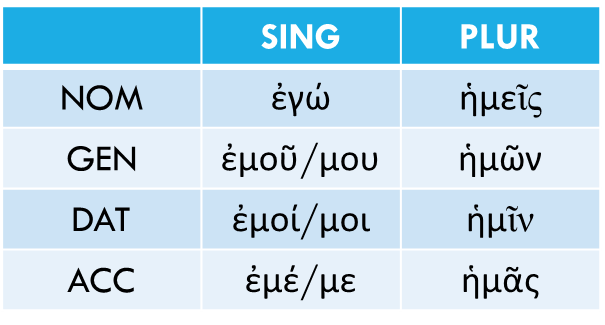 SING PLUR
NOM ἐγώ ἡμεῖς
GEN ἐμοῦ/μου ἡμῶν
DAT ἐμοί/μοι ἡμῖν
ACC ἐμέ/με ἡμᾶς